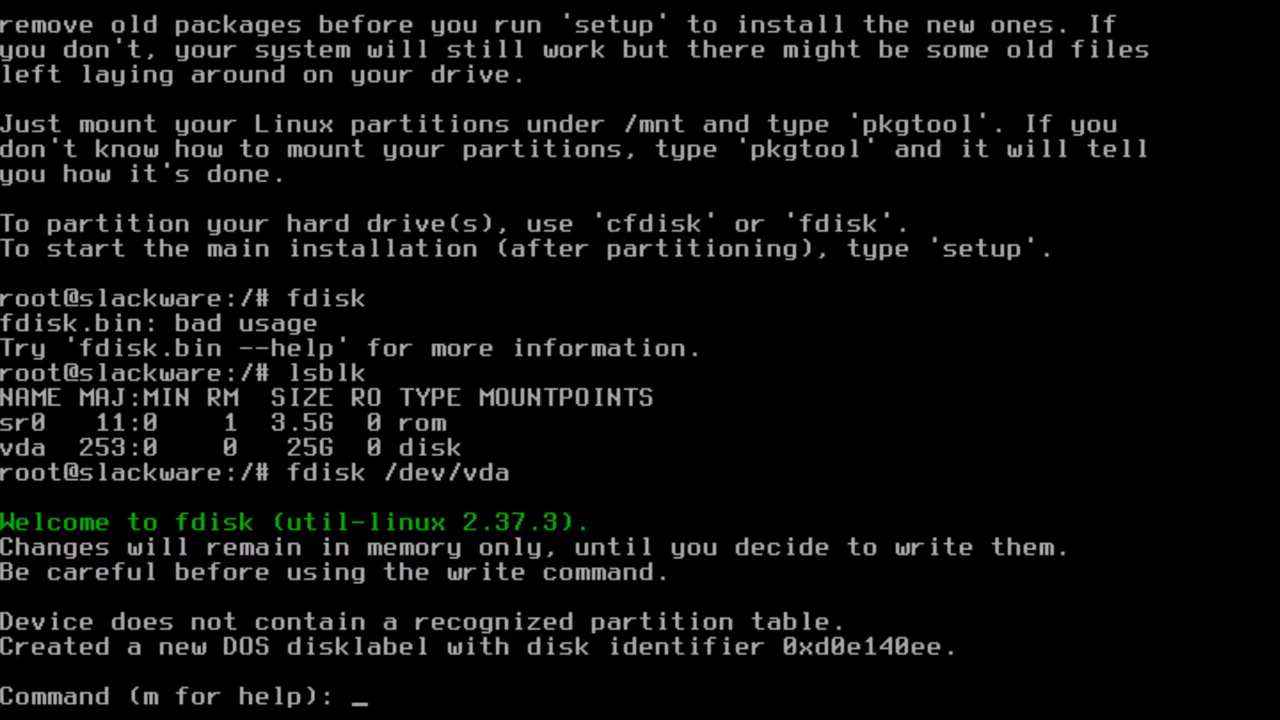 remove old packages before you run 'setup' to install the new ones. If
you don't, your system will still work but there might be some old files
left laying around on your drive.

Just mount your Linux partitions under /mnt and type 'pkgtool'. If you
don't know how to mount your partitions, type 'pkgtool' and it will tell
you how it's done.

To partition your hard drive(s), use 'cfdisk' or 'fdisk'.
To start the main installation (after partitioning), type 'setup'.

root@slackware:/# fdisk
fdisk.bin: bad usage
Try 'fdisk.bin --help' for more information.
root@slackware:/# lsblk
NAME MAJ:MIN RM  SIZE RO TYPE MOUNTPOINTS
sr0   11:0    1  3.5G  0 rom
vda  253:0    0   25G  0 disk
root@slackware:/# fdisk /dev/vda

Welcome to fdisk (util-linux 2.37.3).
Changes will remain in memory only, until you decide to write them.
Be careful before using the write command.

Device does not contain a recognized partition table.
Created a new DOS disklabel with disk identifier 0xd0e140ee.

Command (m for help): _